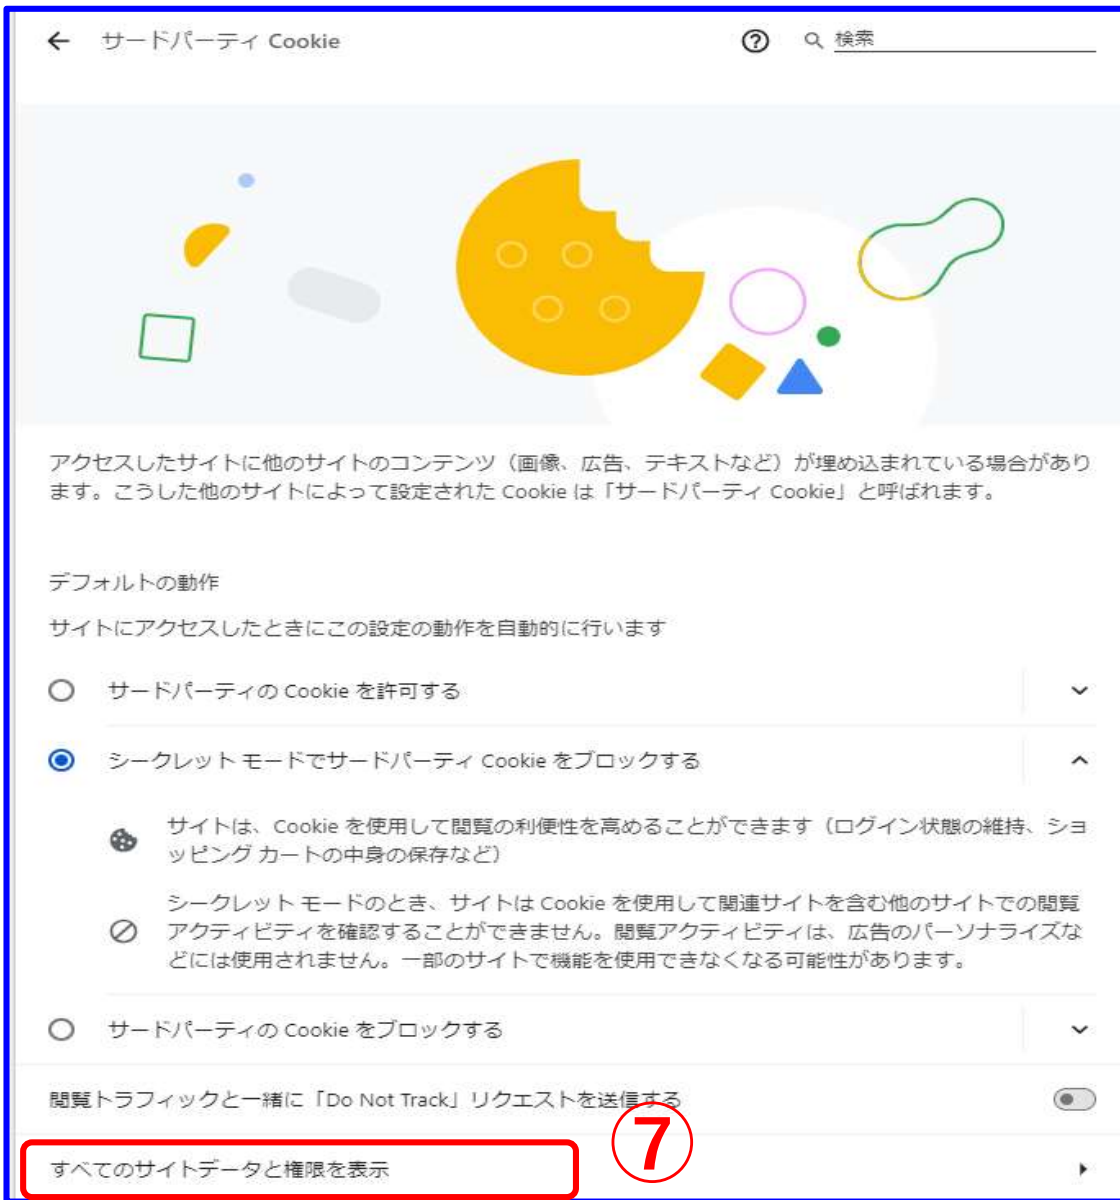 サードパーティ Cookie
検索
アクセスしたサイトに他のサイトのコンテンツ（画像、広告、テキストなど）が埋め込まれている場合があり
ます。こうした他のサイトによって設定された Cookie は「サードパーティ Cookie」と呼ばれます。
デフォルトの動作
サイトにアクセスしたときにこの設定の動作を自動的に行います
サードパーティの Cookie を許可する
シークレット モードでサードパーティ Cookie をブロックする
サイトは、Cookie を使用して閲覧の利便性を高めることができます（ログイン状態の維持、ショ
ッピング カートの中身の保存など）
シークレット モードのとき、サイトは Cookie を使用して関連サイトを含む他のサイトでの閲覧
アクティビティを確認することができません。閲覧アクティビティは、広告のパーソナライズな
どには使用されません。一部のサイトで機能を使用できなくなる可能性があります。
サードパーティの Cookie をブロックする
閲覧トラフィックと一緒に「Do Not Track」リクエストを送信する
⑦
すべてのサイトデータと権限を表示